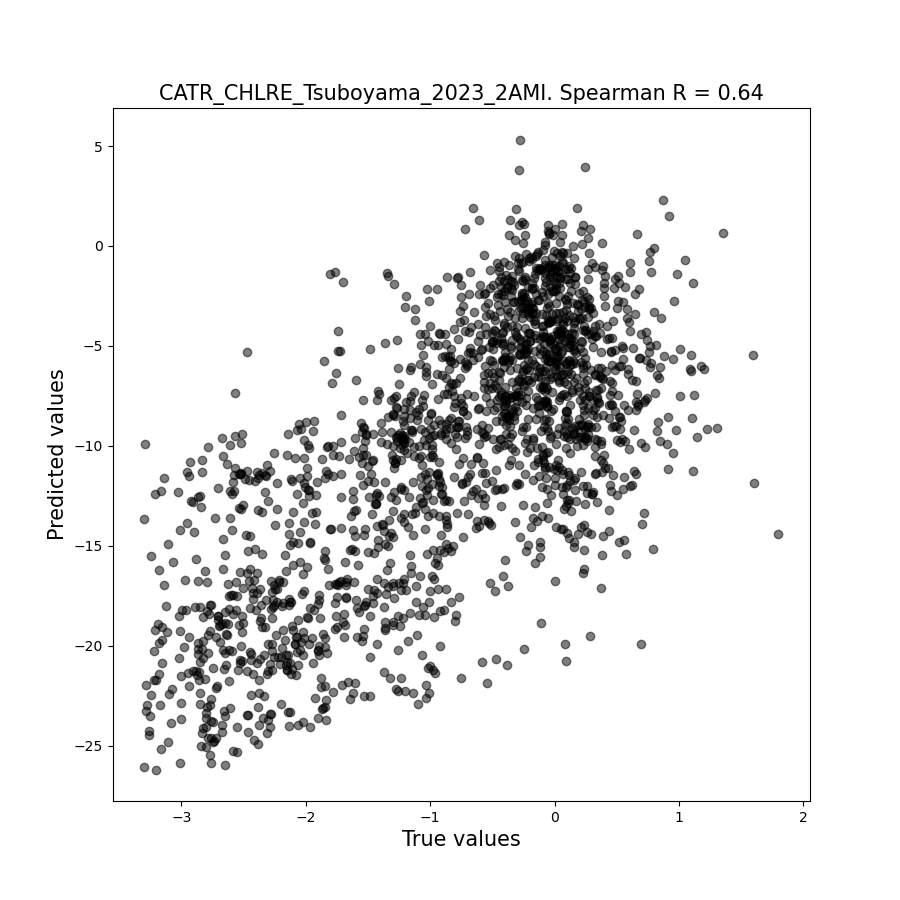 CATR_CHLRE_Tsuboyama_2023_2AMI. Spearman R = 0.64
5
0
−5
−10
−15
−20
−25
Predicted values
−3 −2 −1 0 1 2
True values